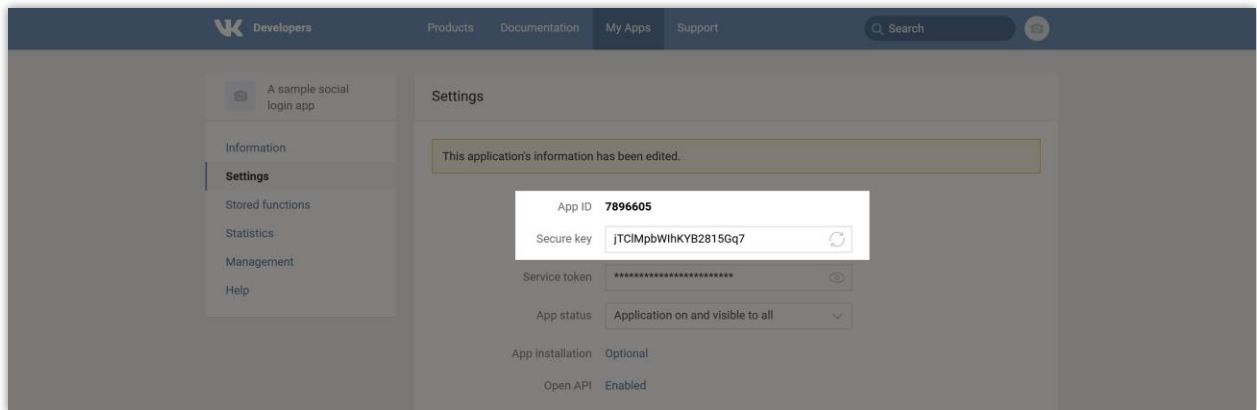 VK Developers Products Documentation My Apps Support Search
A sample social
login app
Information
Settings
Stored functions
Statistics
Management
Help
Settings
This application's information has been edited.
App ID 7896605
Secure key jTClMpbWIhKYB2815Gq7
Service token ************************
App status Application on and visible to all
App installation Optional
Open API Enabled